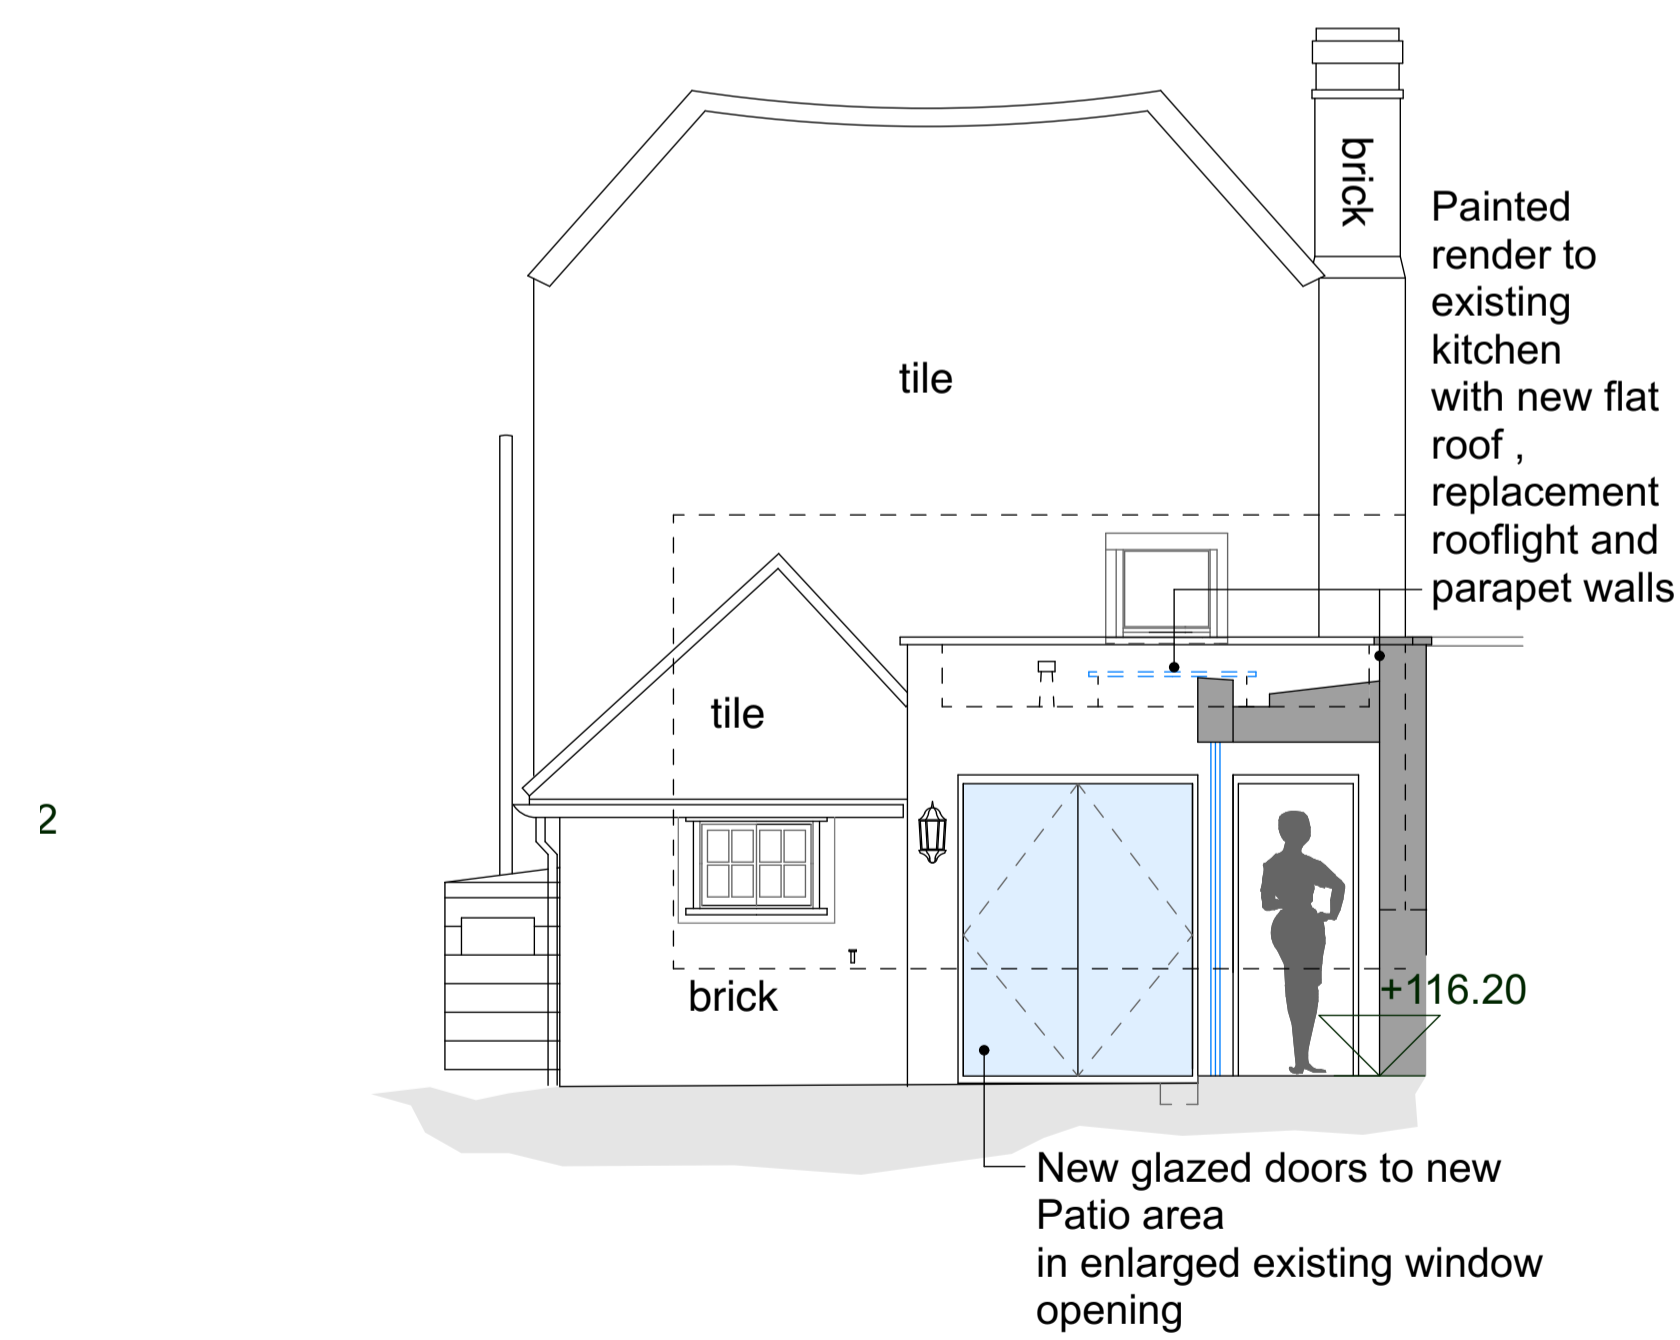 brick
Painted
render to
existing
kitchen
with new flat
roof ,
replacement
rooflight and
parapet walls
tile
tile
2
brick
+116.20
New glazed doors to new
Patio area
in enlarged existing window
opening